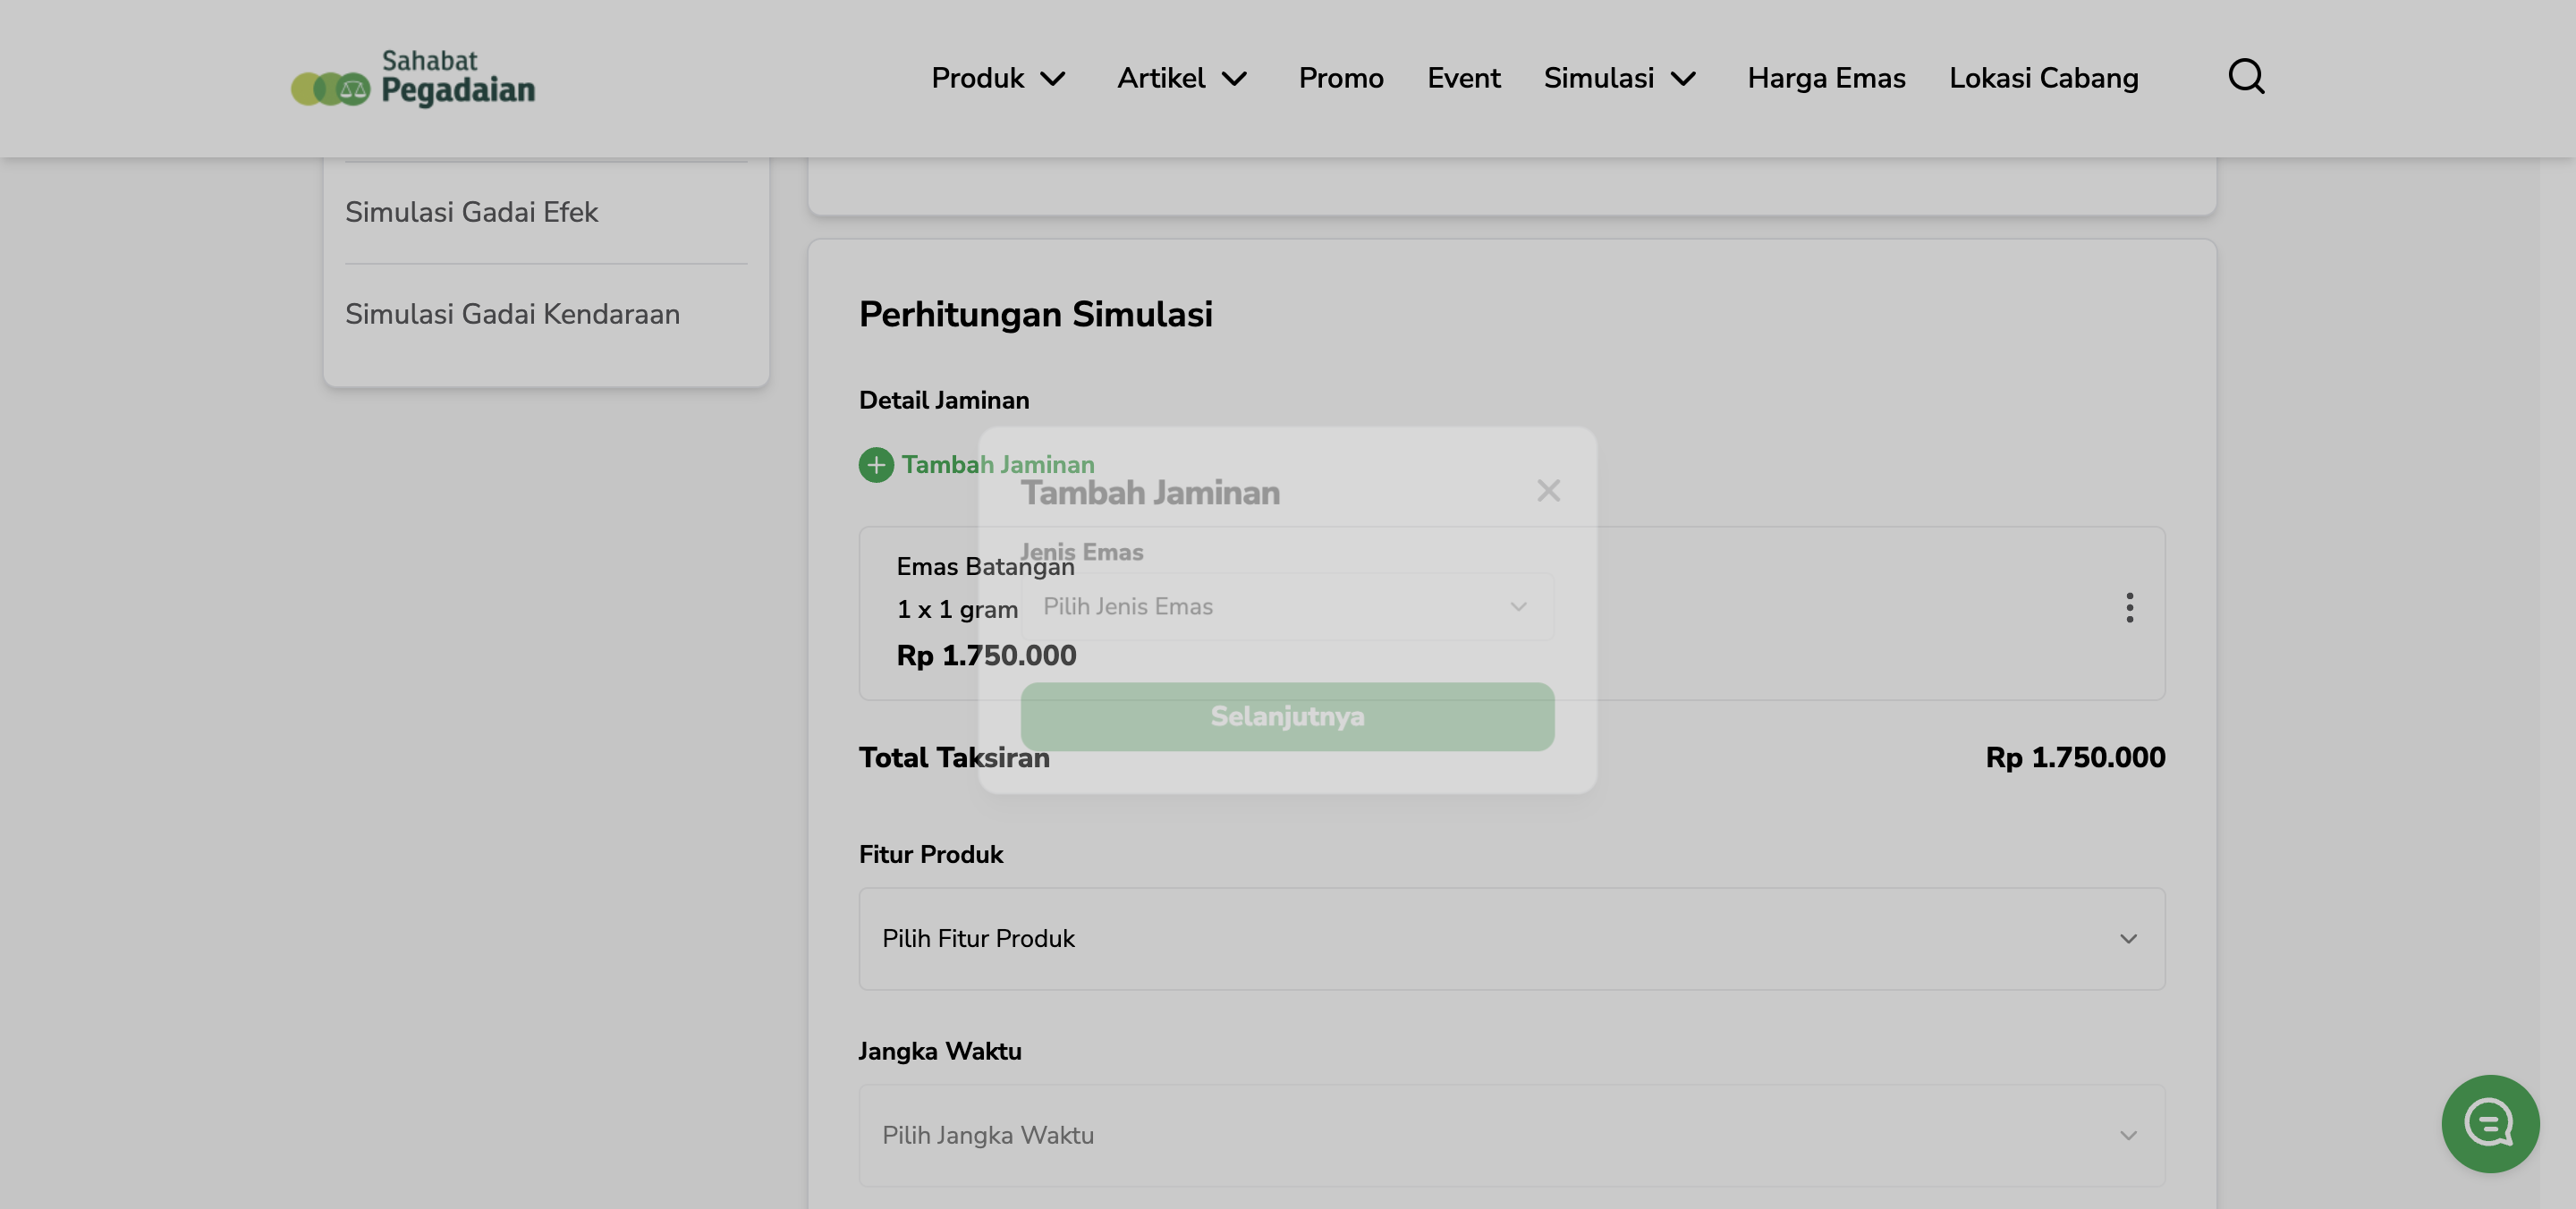 Sahabat
Pegadaian
Produk
Artikel
Promo
Event
Simulasi
Harga Emas
Lokasi Cabang
Simulasi Gadai Efek
Simulasi Gadai Kendaraan
Perhitungan Simulasi
Detail Jaminan
Tambah Jaminan
Tambah Jaminan
Jenis Emas
Pilih Jenis Emas
Selanjutnya
Emas Batangan
1 x 1 gram
Rp 1.750.000
Total Taksiran
Rp 1.750.000
Fitur Produk
Pilih Fitur Produk
Jangka Waktu
Pilih Jangka Waktu